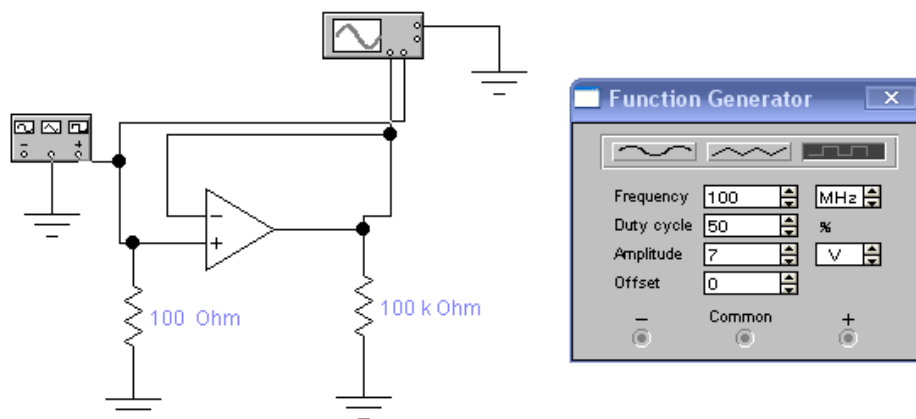 Function Generator
Frequency 100 MHz
Duty cycle 50 %
Amplitude 7 V
Offset 0
− Common +
− +
−
+
100 Ohm
100 k Ohm